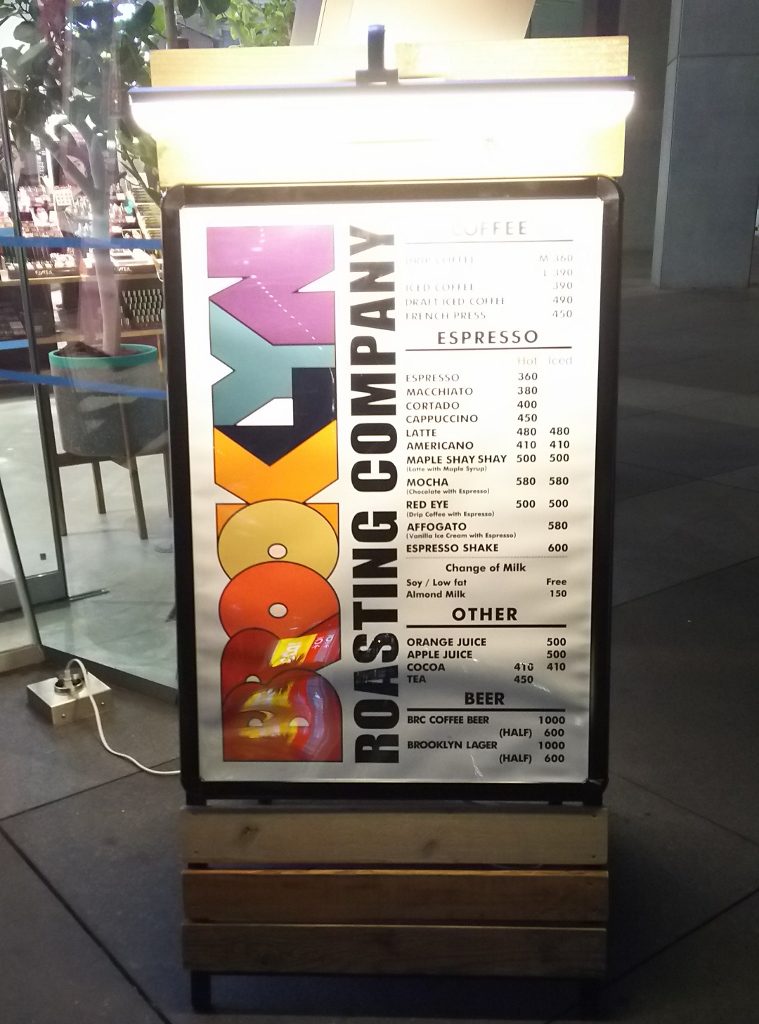 BROOKLYN
ROASTING COMPANY
COFFEE
DRIP COFFEE M 360
L 390
ICED COFFEE 390
DRAFT ICED COFFEE 490
FRENCH PRESS 450
ESPRESSO
Hot Iced
ESPRESSO 360
MACCHIATO 380
CORTADO 400
CAPPUCCINO 450
LATTE 480 480
AMERICANO 410 410
MAPLE SHAY SHAY 500 500
(Latte with Maple Syrup)
MOCHA 580 580
(Chocolate with Espresso)
RED EYE 500 500
(Drip Coffee with Espresso)
AFFOGATO 580
(Vanilla Ice Cream with Espresso)
ESPRESSO SHAKE 600
Change of Milk
Soy / Low fat Free
Almond Milk 150
OTHER
ORANGE JUICE 500
APPLE JUICE 500
COCOA 410 410
TEA 450
BEER
BRC COFFEE BEER 1000
(HALF) 600
BROOKLYN LAGER 1000
(HALF) 600